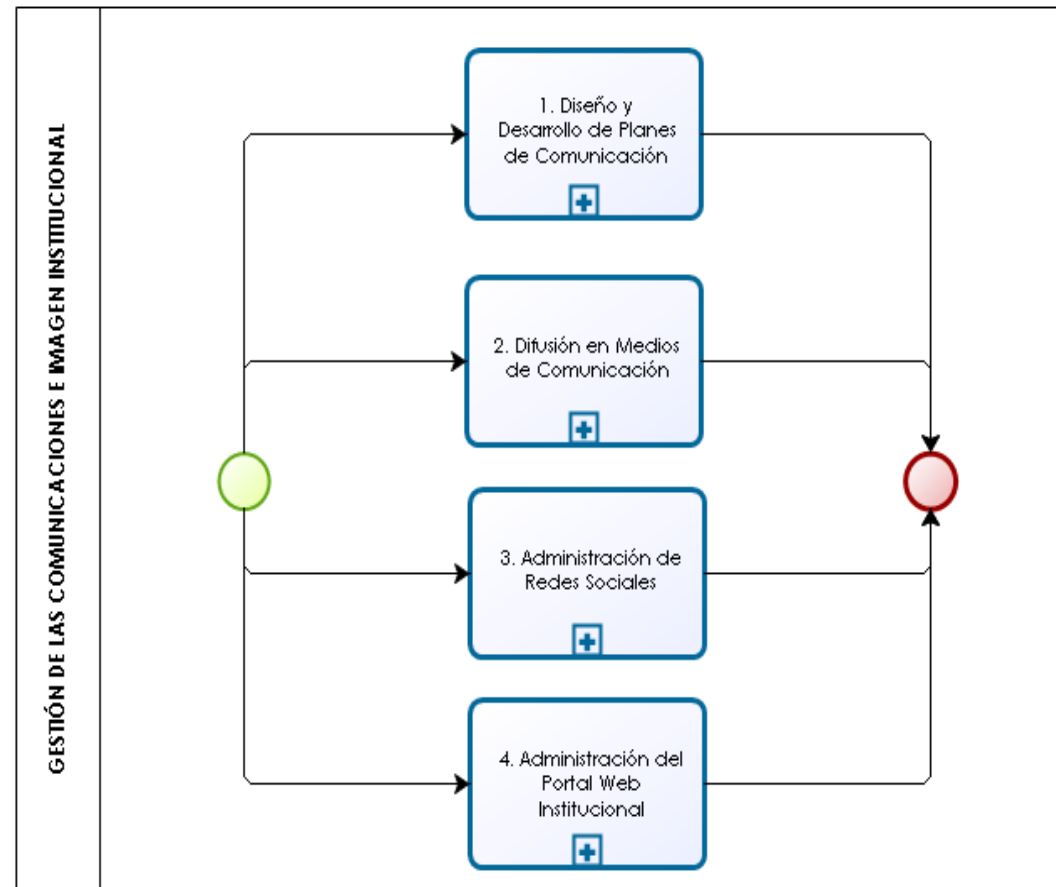 GESTIÓN DE LAS COMUNICACIONES E IMAGEN INSTITUCIONAL
1. Diseño y
Desarrollo de Planes
de Comunicación
2. Difusión en Medios
de Comunicación
3. Administración de
Redes Sociales
4. Administración del
Portal Web
Institucional